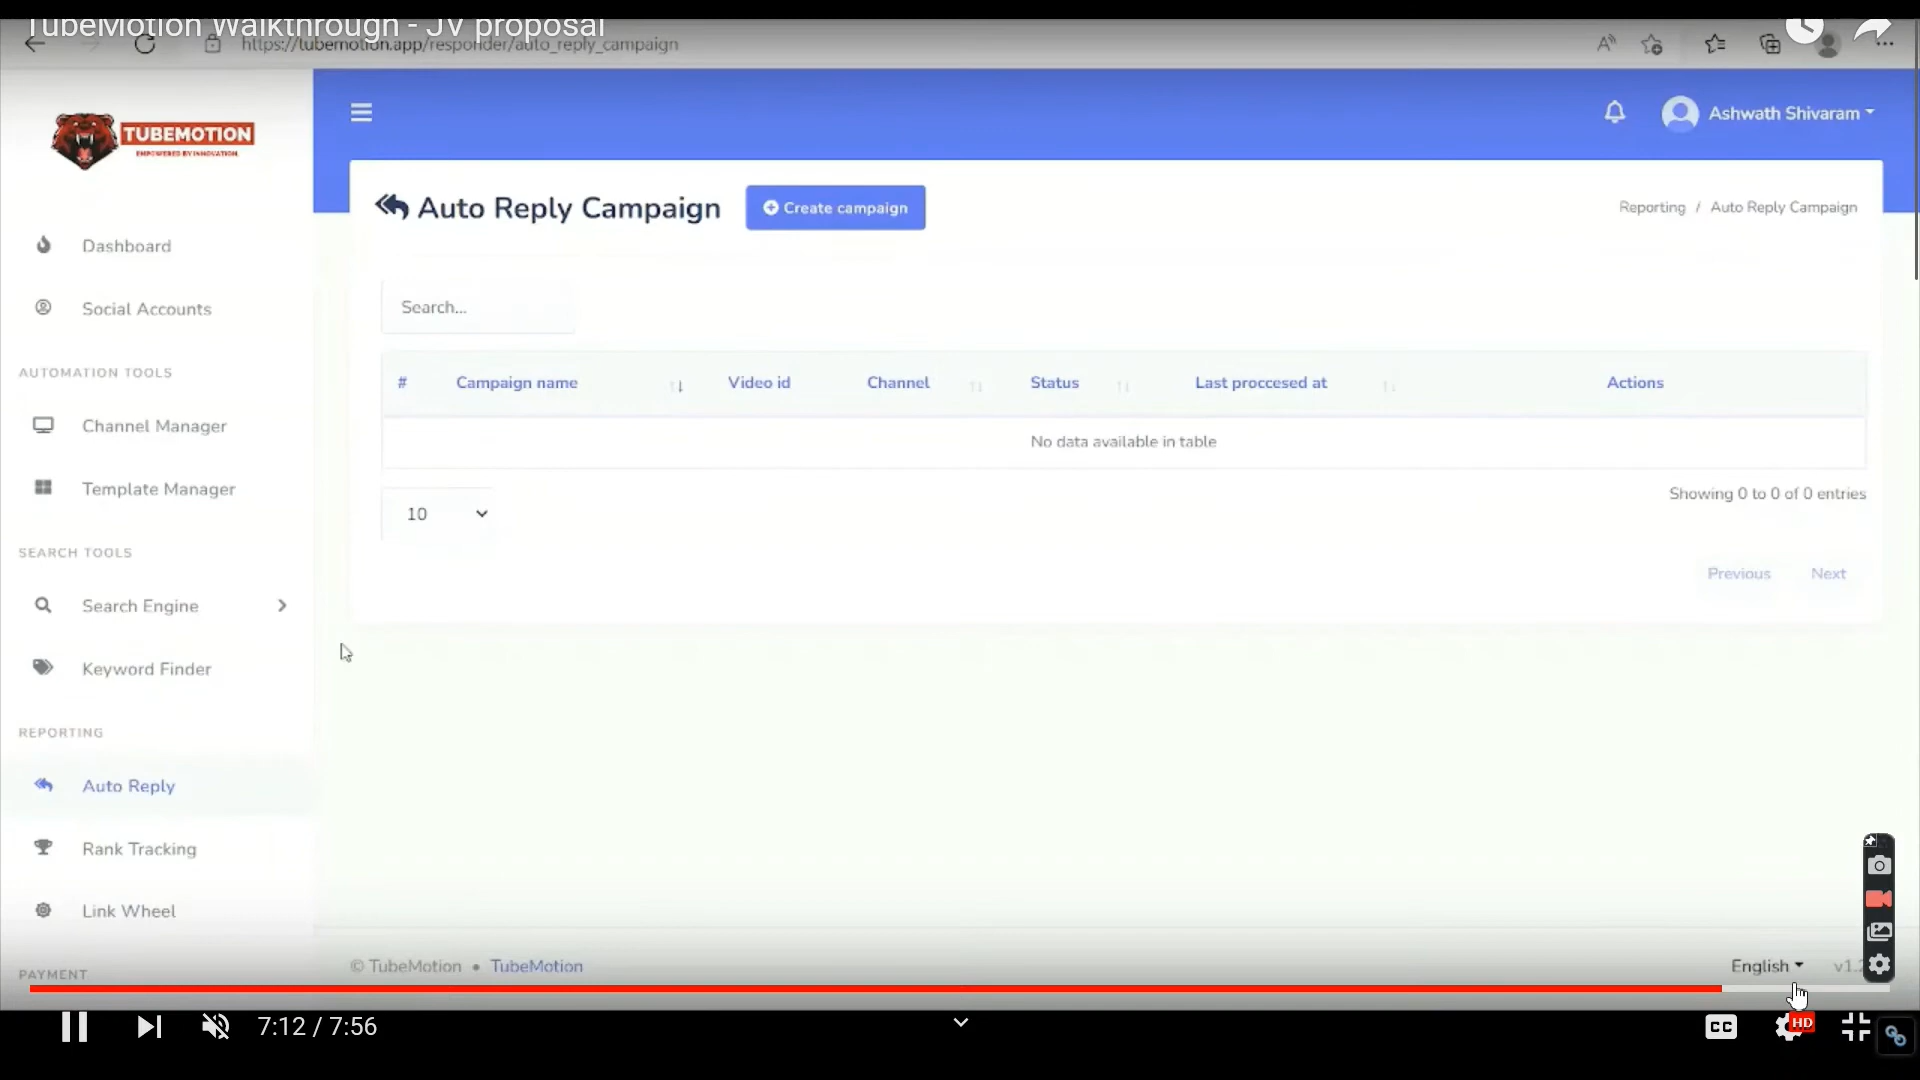 TubeMotion Walkthrough - JV proposal
https://tubemotion.app/responder/auto_reply_campaign
TUBEMOTION
EMPOWERED BY INNOVATION
Ashwath Shivaram
Auto Reply Campaign
Create campaign
Reporting / Auto Reply Campaign
Dashboard
Social Accounts
Search...
AUTOMATION TOOLS
# Campaign name Video id Channel Status Last proccesed at Actions
Channel Manager
No data available in table
Template Manager
Showing 0 to 0 of 0 entries
10
SEARCH TOOLS
Previous Next
Search Engine
Keyword Finder
REPORTING
Auto Reply
Rank Tracking
Link Wheel
PAYMENT
© TubeMotion • TubeMotion
English
7:12 / 7:56
CC
HD